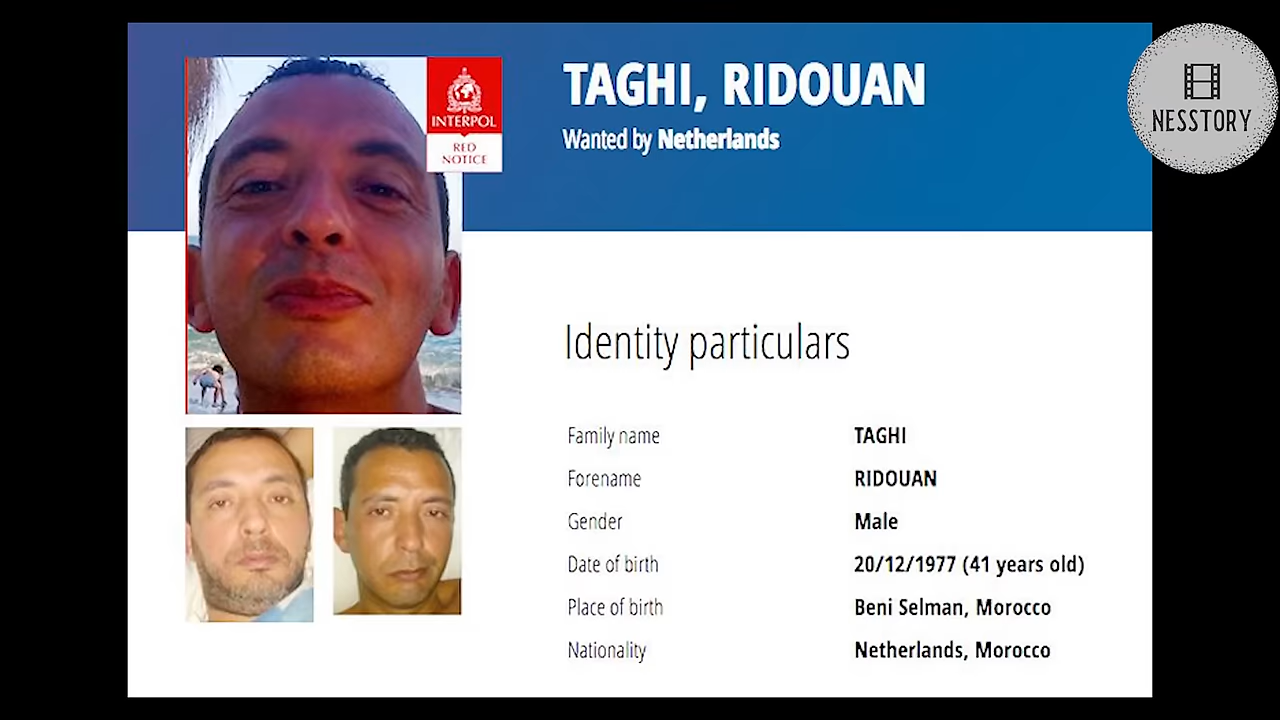 INTERPOL
RED
NOTICE
TAGHI, RIDOUAN
Wanted by Netherlands
NESSTORY
Identity particulars
Family name TAGHI
Forename RIDOUAN
Gender Male
Date of birth 20/12/1977 (41 years old)
Place of birth Beni Selman, Morocco
Nationality Netherlands, Morocco